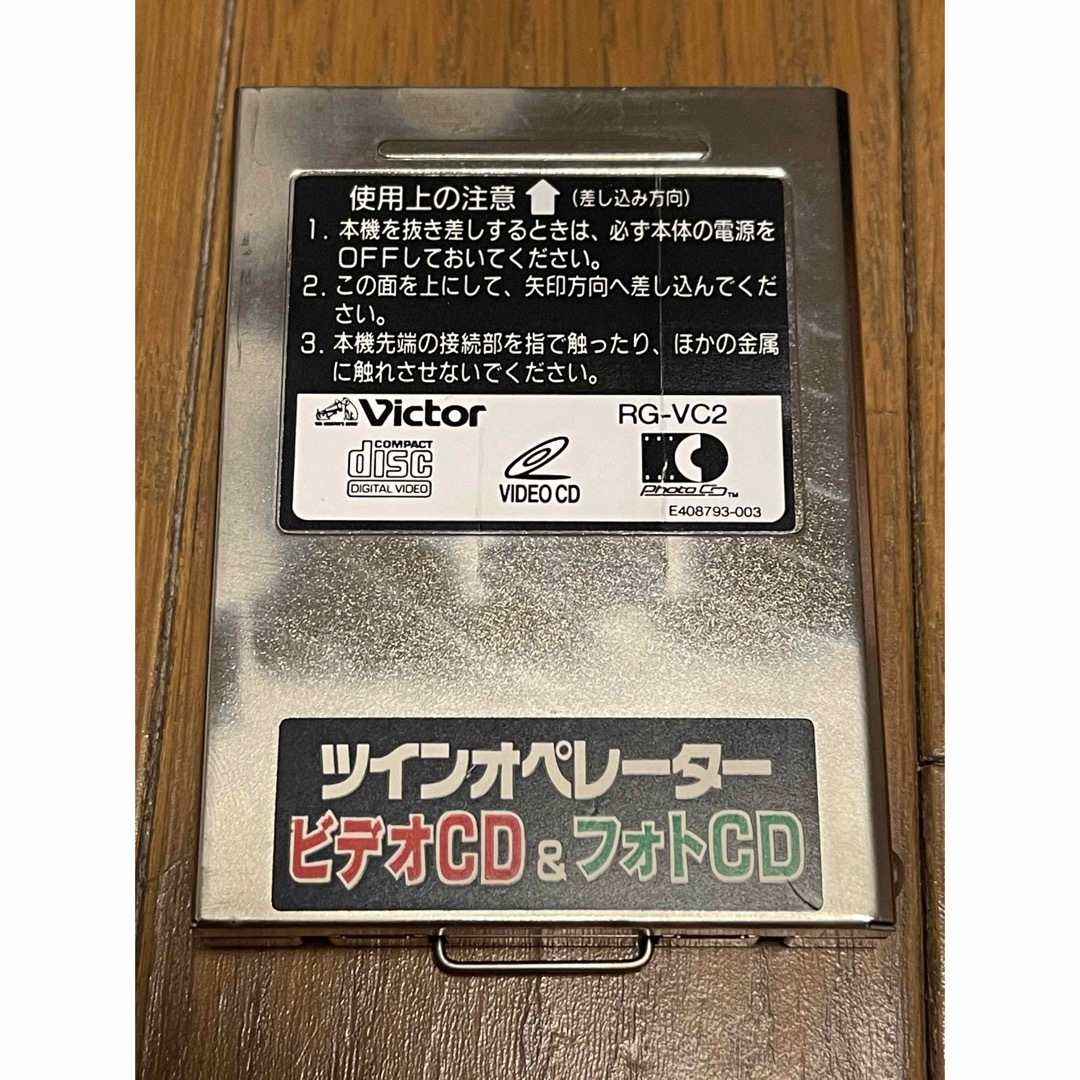 使用上の注意 (差し込み方向)
1. 本機を抜き差しするときは、必ず本体の電源を
OFFしておいてください。
2. この面を上にして、矢印方向へ差し込んでくだ
さい。
3. 本機先端の接続部を指で触ったり、ほかの金属
に触れさせないでください。
Victor RG-VC2
COMPACT
disc
DIGITAL VIDEO
VIDEO CD
Photo CD™
E408793-003
ツインオペレーター
ビデオCD & フォトCD